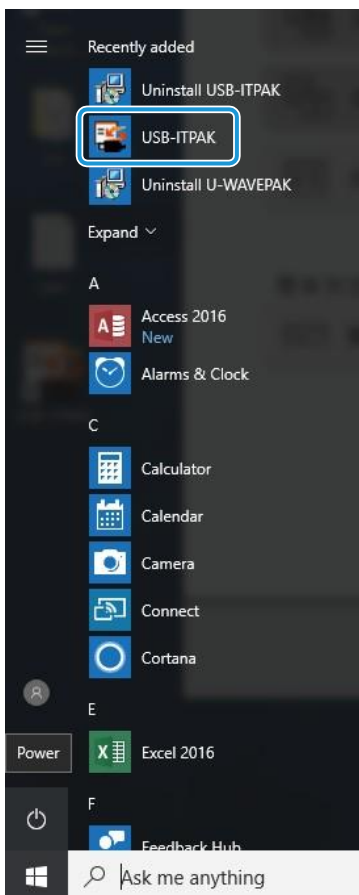 Recently added
Uninstall USB-ITPAK
USB-ITPAK
Uninstall U-WAVEPAK
Expand
A
Access 2016
New
Alarms & Clock
C
Calculator
Calendar
Camera
Connect
Cortana
E
Power
Excel 2016
F
Feedback Hub
Ask me anything